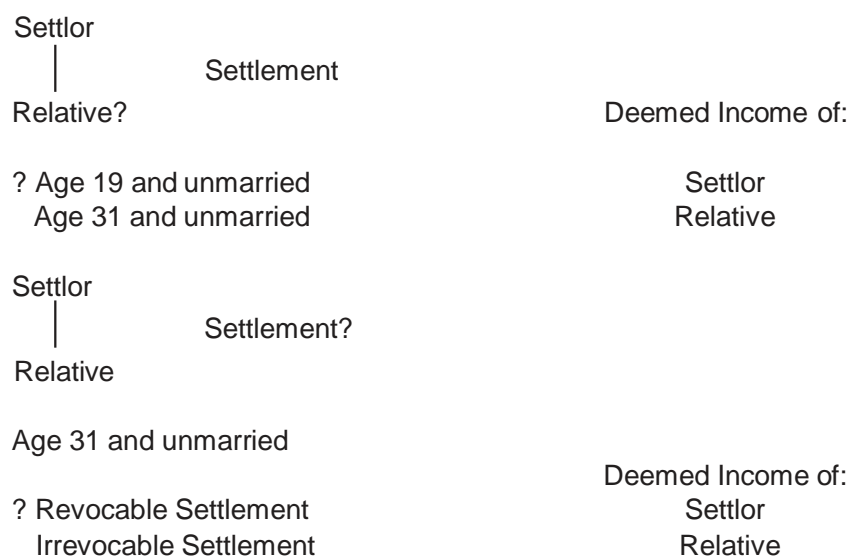 Settlor
Settlement
Relative? Deemed Income of:
? Age 19 and unmarried Settlor
Age 31 and unmarried Relative
Settlor
Settlement?
Relative
Age 31 and unmarried
Deemed Income of:
? Revocable Settlement Settlor
Irrevocable Settlement Relative